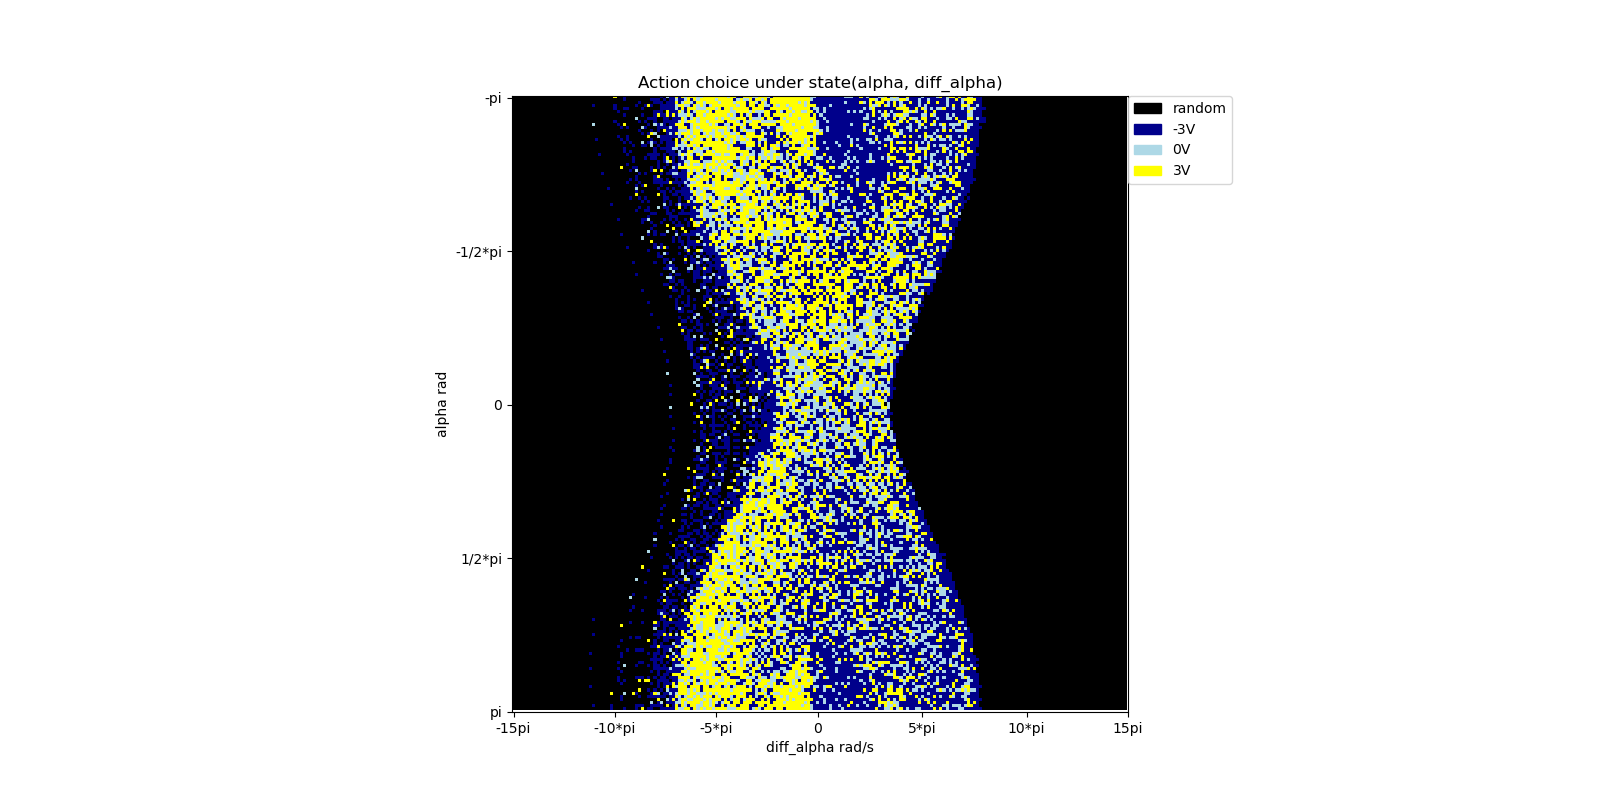 Action choice under state(alpha, diff_alpha)
random
-3V
0V
3V
-pi
-1/2*pi
0
1/2*pi
pi
alpha rad
-15pi
-10*pi
-5*pi
0
5*pi
10*pi
15pi
diff_alpha rad/s